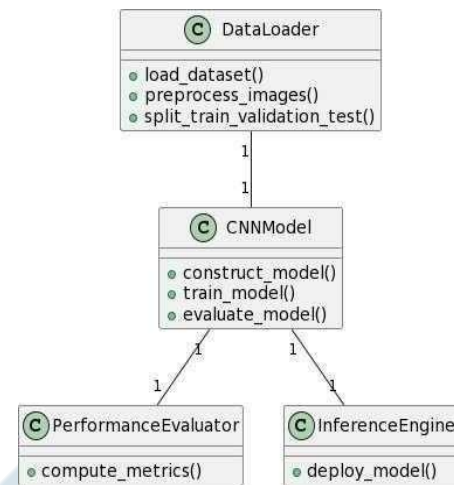 C DataLoader
load_dataset()
preprocess_images()
split_train_validation_test()
1
1
C CNNModel
construct_model()
train_model()
evaluate_model()
1 1
1 1
C PerformanceEvaluator C InferenceEngine
compute_metrics() deploy_model()